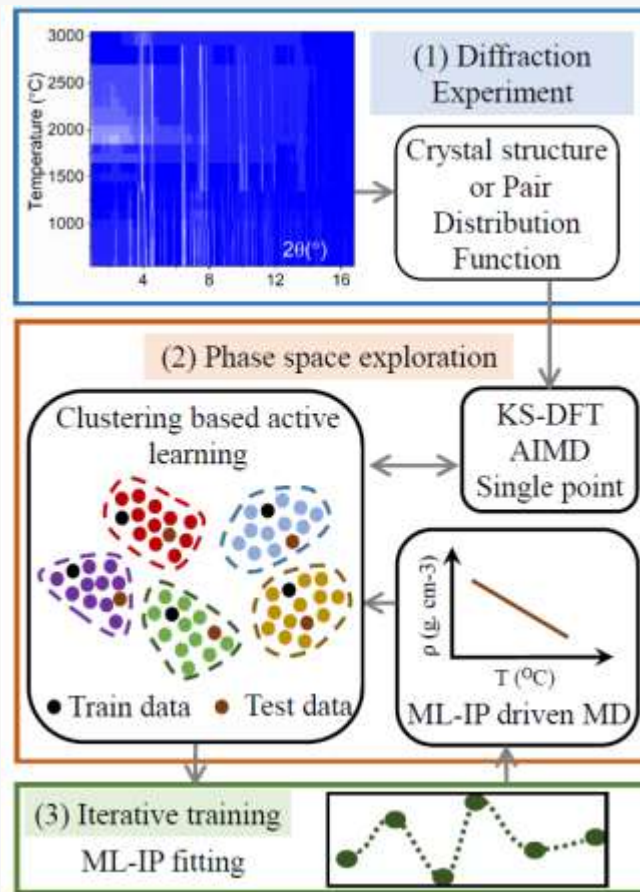 3000
2500
2000
1500
1000
Temperature (°C)
4
8
12
16
2θ(°)
(1) Diffraction
Experiment
Crystal structure
or Pair
Distribution
Function
(2) Phase space exploration
Clustering based active
learning
Train data
Test data
KS-DFT
AIMD
Single point
ρ (g. cm-3)
T (⁰C)
ML-IP driven MD
(3) Iterative training
ML-IP fitting